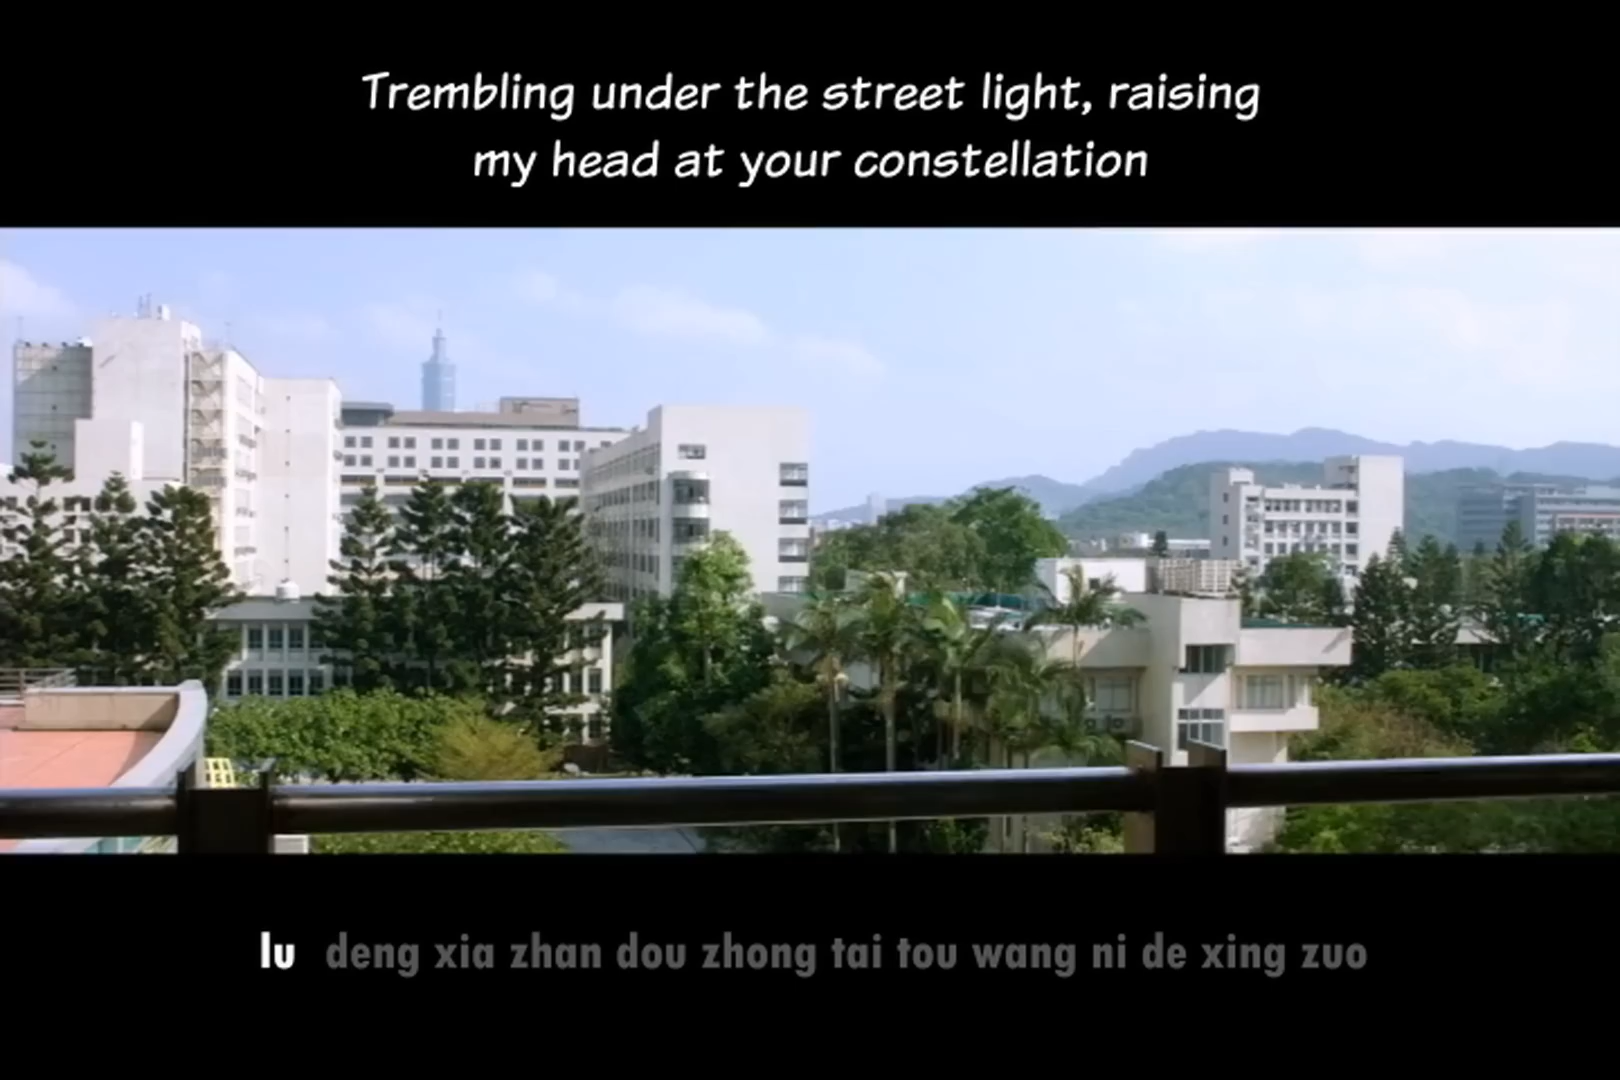 Trembling under the street light, raising
my head at your constellation
lu deng xia zhan dou zhong tai tou wang ni de xing zuo